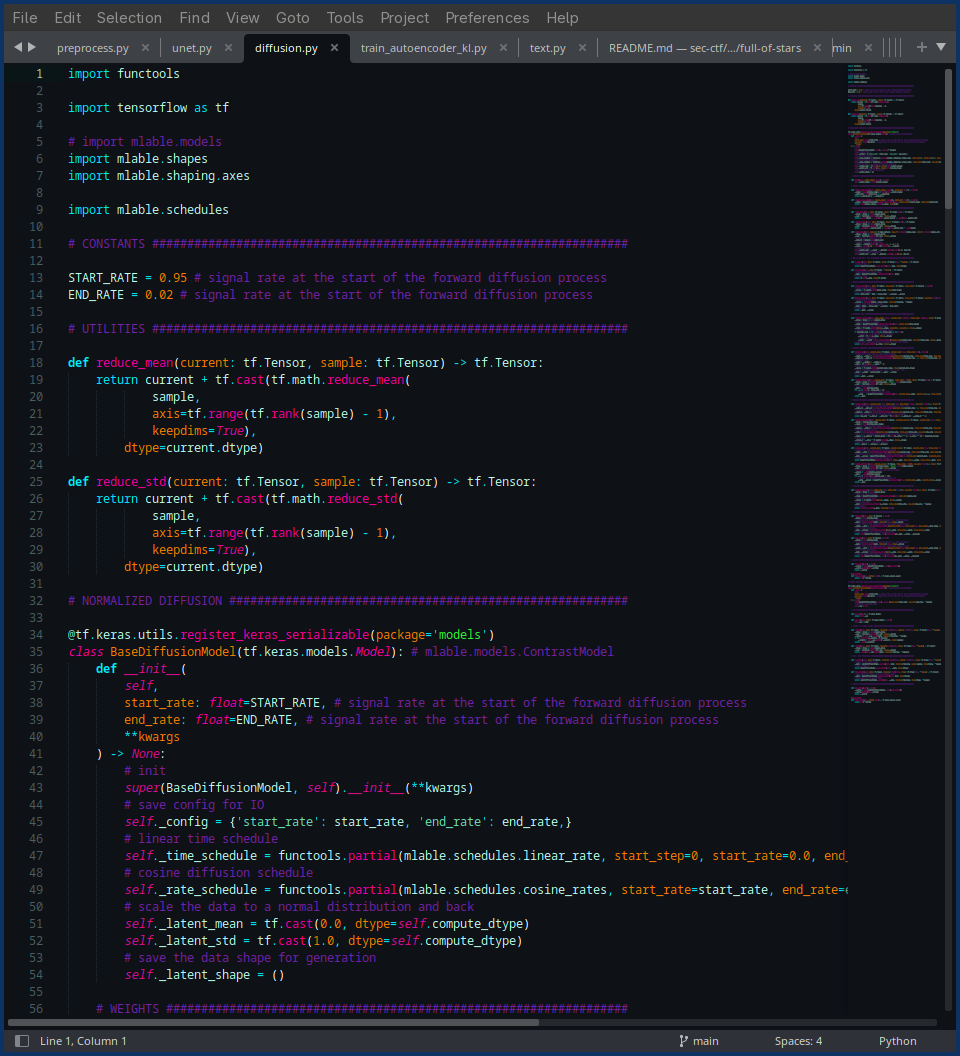 File Edit Selection Find View Goto Tools Project Preferences Help
preprocess.py × unet.py × diffusion.py × train_autoencoder_kl.py × text.py × README.md — sec-ctf/.../full-of-stars × min × +
1 import functools
2
3 import tensorflow as tf
4
5 # import mlable.models
6 import mlable.shapes
7 import mlable.shaping.axes
8
9 import mlable.schedules
10
11 # CONSTANTS ####################################################################
12
13 START_RATE = 0.95 # signal rate at the start of the forward diffusion process
14 END_RATE = 0.02 # signal rate at the start of the forward diffusion process
15
16 # UTILITIES ####################################################################
17
18 def reduce_mean(current: tf.Tensor, sample: tf.Tensor) -> tf.Tensor:
19     return current + tf.cast(tf.math.reduce_mean(
20             sample,
21             axis=tf.range(tf.rank(sample) - 1),
22             keepdims=True),
23         dtype=current.dtype)
24
25 def reduce_std(current: tf.Tensor, sample: tf.Tensor) -> tf.Tensor:
26     return current + tf.cast(tf.math.reduce_std(
27             sample,
28             axis=tf.range(tf.rank(sample) - 1),
29             keepdims=True),
30         dtype=current.dtype)
31
32 # NORMALIZED DIFFUSION #########################################################
33
34 @tf.keras.utils.register_keras_serializable(package='models')
35 class BaseDiffusionModel(tf.keras.models.Model): # mlable.models.ContrastModel
36     def __init__(
37         self,
38         start_rate: float=START_RATE, # signal rate at the start of the forward diffusion process
39         end_rate: float=END_RATE, # signal rate at the start of the forward diffusion process
40         **kwargs
41     ) -> None:
42         # init
43         super(BaseDiffusionModel, self).__init__(**kwargs)
44         # save config for IO
45         self._config = {'start_rate': start_rate, 'end_rate': end_rate,}
46         # linear time schedule
47         self._time_schedule = functools.partial(mlable.schedules.linear_rate, start_step=0, start_rate=0.0, end_
48         # cosine diffusion schedule
49         self._rate_schedule = functools.partial(mlable.schedules.cosine_rates, start_rate=start_rate, end_rate=
50         # scale the data to a normal distribution and back
51         self._latent_mean = tf.cast(0.0, dtype=self.compute_dtype)
52         self._latent_std = tf.cast(1.0, dtype=self.compute_dtype)
53         # save the data shape for generation
54         self._latent_shape = ()
55
56     # WEIGHTS ##################################################################
Line 1, Column 1 main Spaces: 4 Python